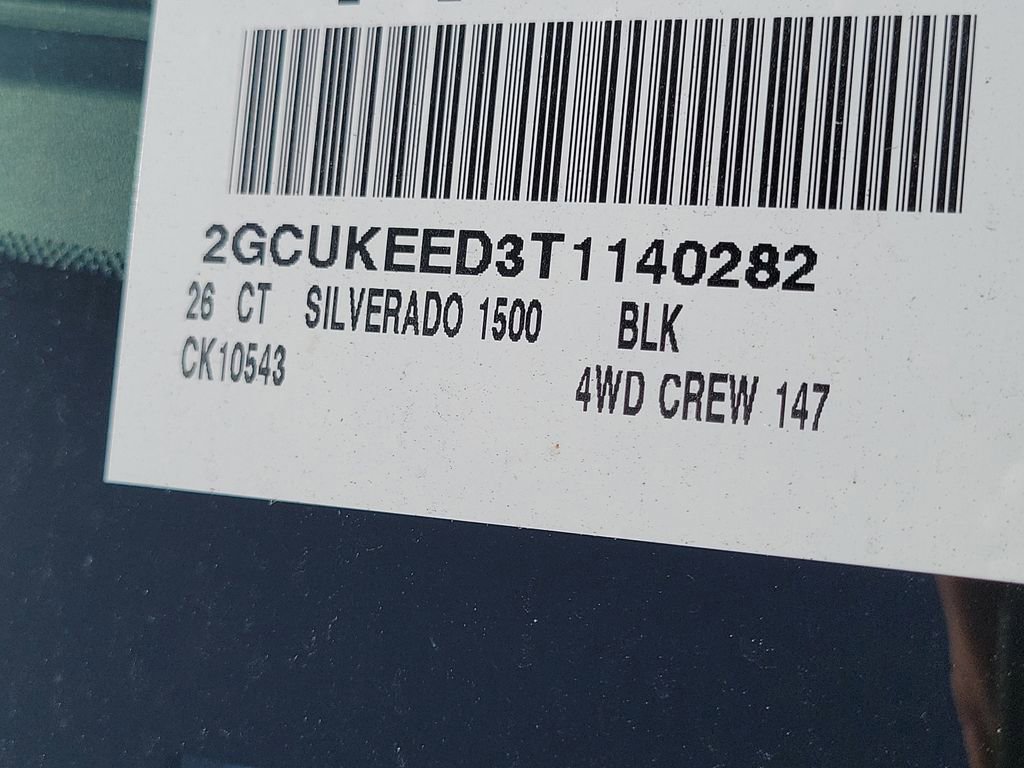 2GCUKEED3T1140282
26 CT SILVERADO 1500 BLK
CK10543 4WD CREW 147